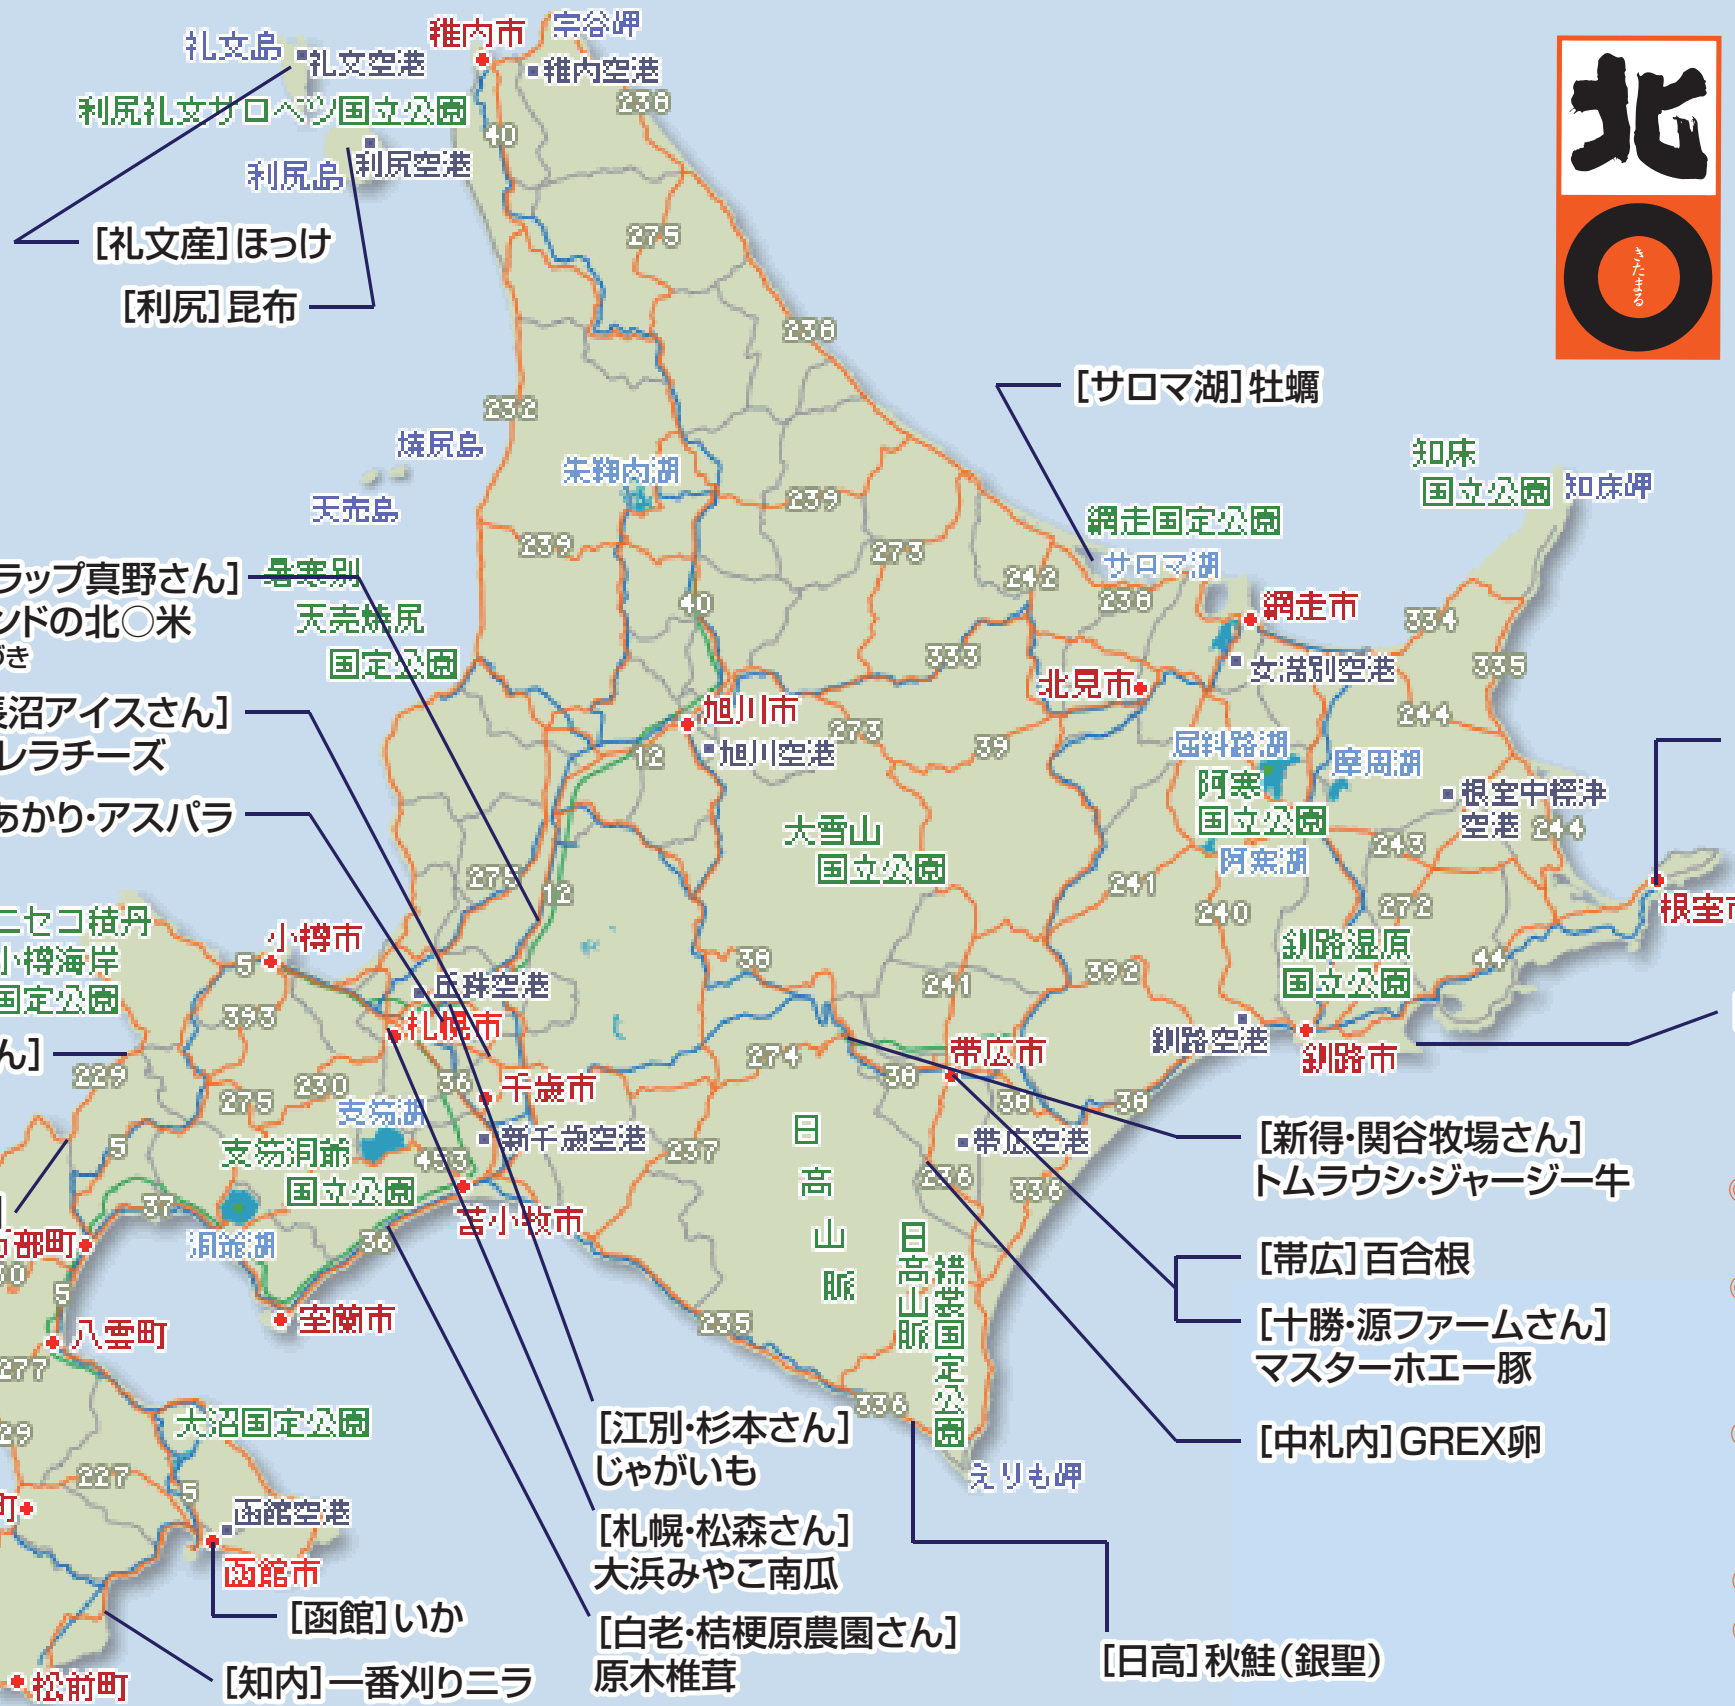 礼文島
礼文空港
稚内市
宗谷岬
稚内空港
238
利尻礼文サロベツ国立公園
40
利尻空港
利尻島
北
きたまる
[礼文産]ほっけ
275
[利尻]昆布
238
[サロマ湖]牡蠣
232
焼尻島
朱鞠内湖
知床
国立公園
知床岬
天売島
239
網走国定公園
239
273
サロマ湖
242
238
ラップ真野さん]
ンドの北○米
づき
暑寒別
天売焼尻
国定公園
40
網走市
334
333
335
女満別空港
北見市
長沼アイスさん]
レラチーズ
旭川市
旭川空港
273
39
244
12
屈斜路湖
摩周湖
阿寒
国立公園
根室中標津
空港
244
あかり・アスパラ
大雪山
国立公園
243
阿寒湖
275
12
241
240
272
根室市
ニセコ積丹
小樽海岸
国定公園
小樽市
5
釧路湿原
国立公園
44
38
392
丘珠空港
241
393
札幌市
釧路空港
釧路市
ん]
274
帯広市
229
230
36
千歳市
38
38
38
275
支笏湖
新千歳空港
帯広空港
237
日高山脈
5
支笏洞爺
国立公園
453
236
336
[新得・関谷牧場さん]
トムラウシ・ジャージー牛
37
苫小牧市
洞爺湖
36
[帯広]百合根
日高山脈
襟裳国定公園
5
室蘭市
八雲町
235
[十勝・源ファームさん]
マスターホエー豚
277
336
大沼国定公園
29
[江別・杉本さん]
じゃがいも
[中札内]GREX卵
227
えりも岬
5
町
函館空港
[札幌・松森さん]
大浜みやこ南瓜
函館市
[函館]いか
[白老・桔梗原農園さん]
原木椎茸
[日高]秋鮭(銀聖)
[知内]一番刈りニラ
松前町